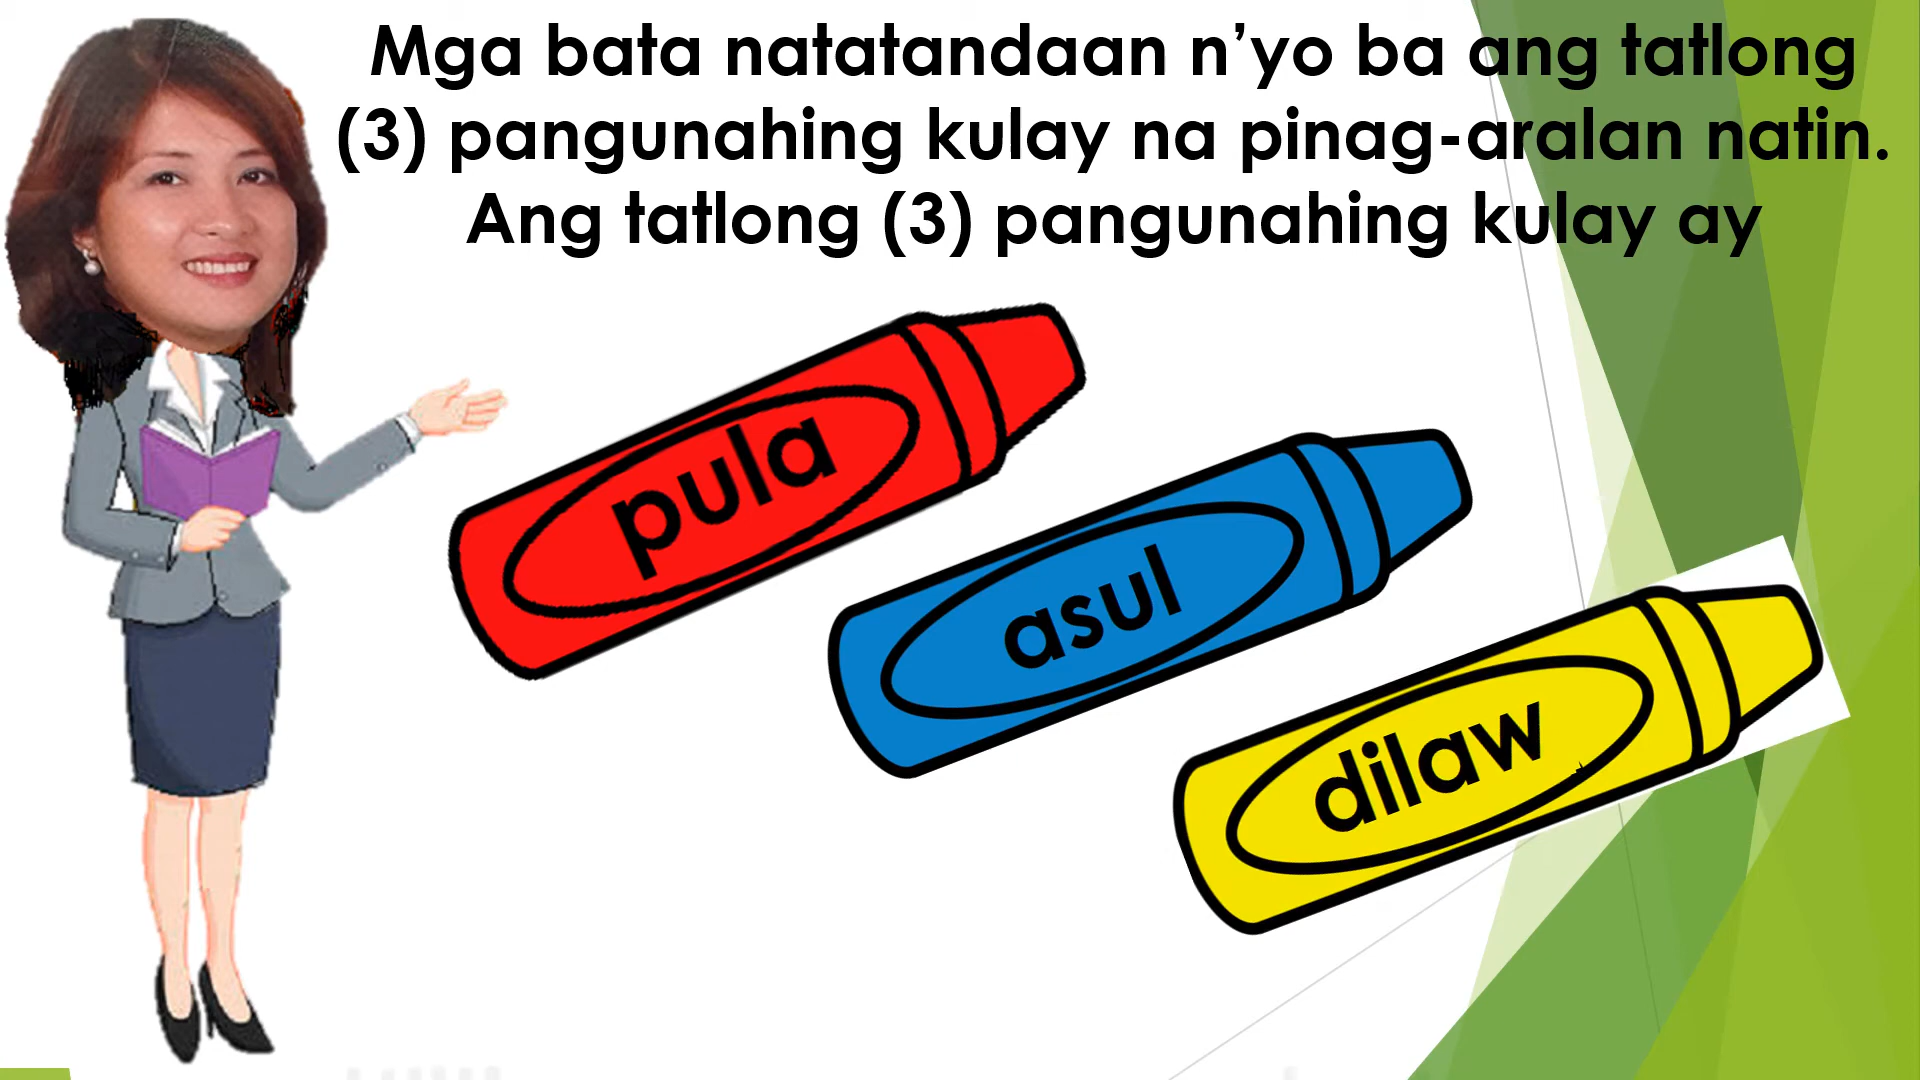 Mga bata natatandaan n’yo ba ang tatlong
(3) pangunahing kulay na pinag-aralan natin.
Ang tatlong (3) pangunahing kulay ay
pula
asul
dilaw